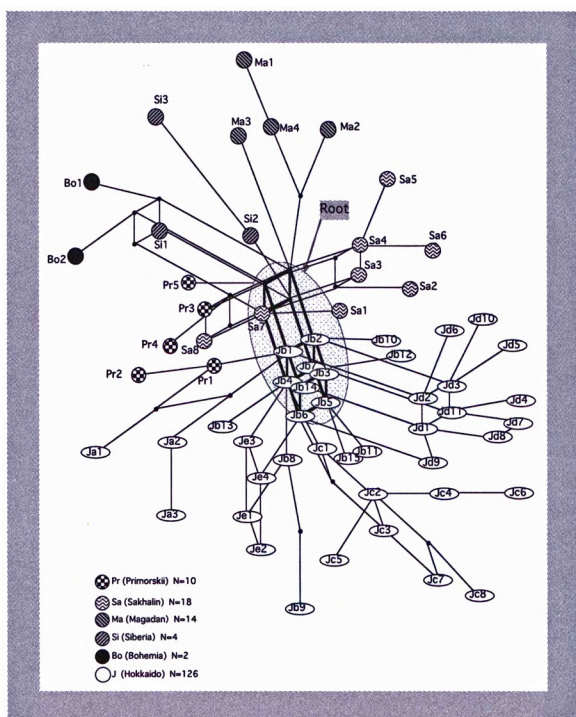 Ma1
Si3
Ma3
Ma4
Ma2
Bo1
Sa5
Root
Si2
Sa4
Sa6
Si1
Bo2
Sa3
Pr5
Sa2
Pr3
Sa1
Sa7
Pr4
Sa8
Jb2
Jb10
Jd6
Jd10
Jd5
Jb1
Jb12
Pr2
Pr1
Jb3
Jd3
Jb4
Jb14
Jd2
Jb5
Jd4
Jb6
Jd11
Jd7
Jb13
Jd1
Jd8
Ja1
Ja2
Je3
Jc1
Jb15
Jb11
Jd9
Jb8
Je4
Jc2
Jc4
Jc6
Ja3
Je1
Jc3
Je2
Jc5
Jc7
Jc8
Jb9
Pr (Primorskii) N=10
Sa (Sakhalin) N=18
Ma (Magadan) N=14
Si (Siberia) N=4
Bo (Bohemia) N=2
J (Hokkaido) N=126